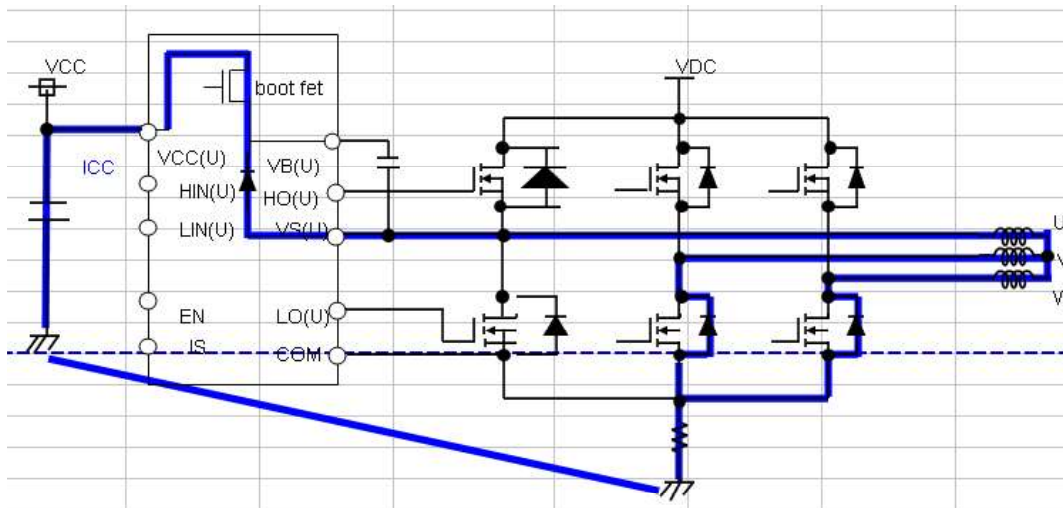 VCC
VDC
boot fet
ICC
VCC(U)
VB(U)
HIN(U)
HO(U)
LIN(U)
VS(U)
U
V
W
EN
LO(U)
IS
COM